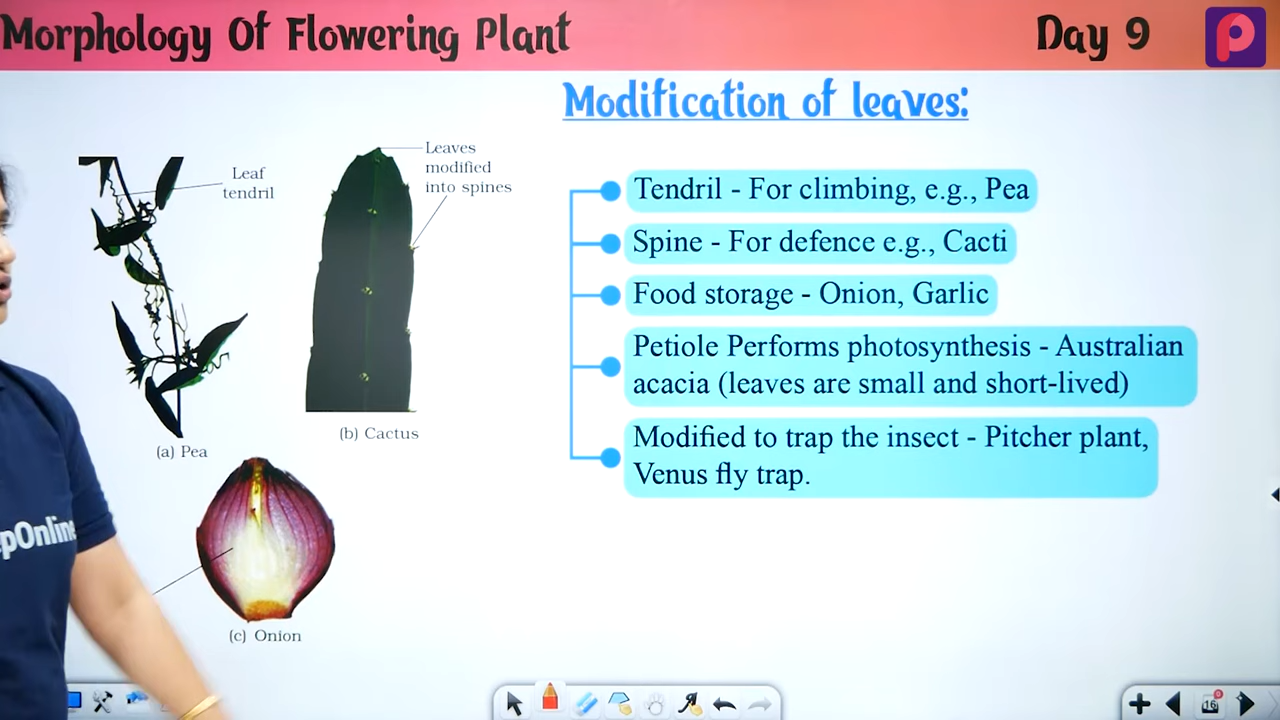 Morphology Of Flowering Plant
Day 9
Modification of leaves:
Leaf
tendril
Leaves
modified
into spines
(a) Pea
(b) Cactus
(c) Onion
Tendril - For climbing, e.g., Pea
Spine - For defence e.g., Cacti
Food storage - Onion, Garlic
Petiole Performs photosynthesis - Australian
acacia (leaves are small and short-lived)
Modified to trap the insect - Pitcher plant,
Venus fly trap.
pOnline
16